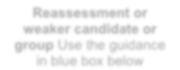 Reassessment or
weaker candidate or
group Use the guidance
in blue box below